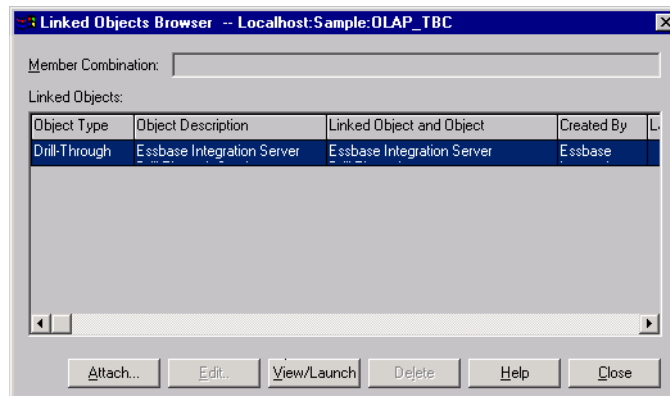 Linked Objects Browser -- Localhost:Sample:OLAP_TBC
Member Combination:
Linked Objects:
Object Type Object Description Linked Object and Object Created By L
Drill-Through Essbase Integration Server Essbase Integration Server Essbase
Attach... Edit.. View/Launch Delete Help Close